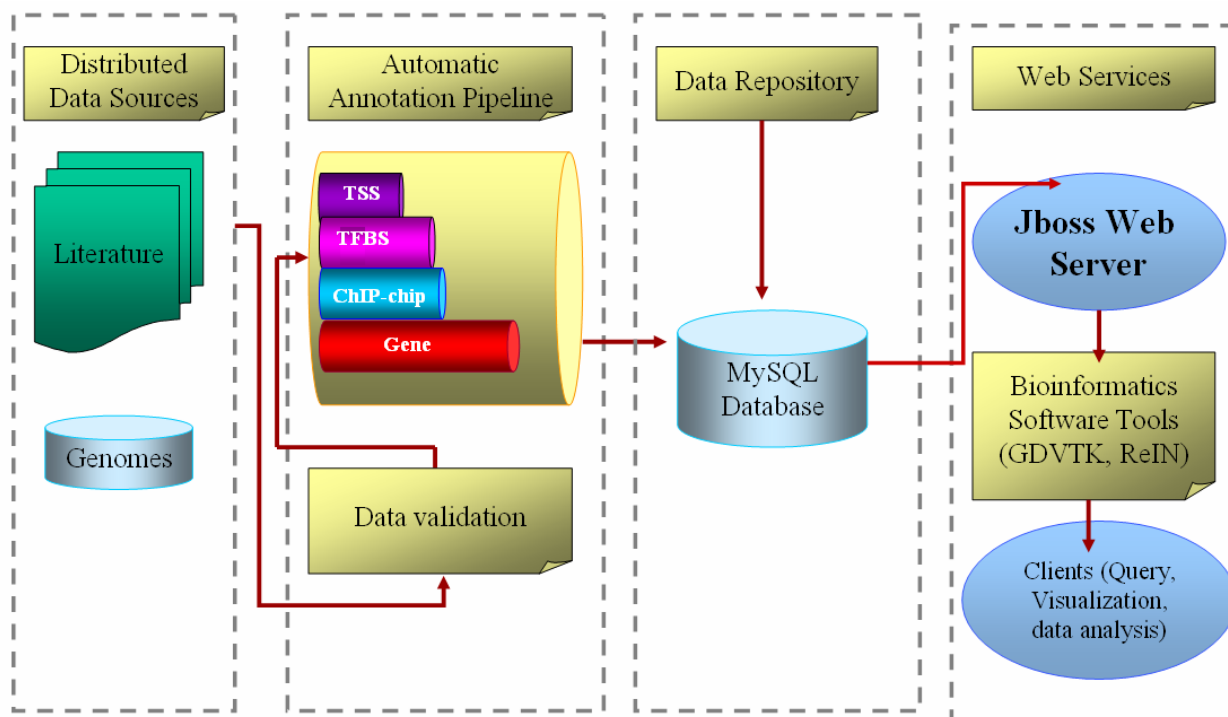 Distributed
Data Sources
Literature
Genomes
Automatic
Annotation Pipeline
TSS
TFBS
ChIP-chip
Gene
Data validation
Data Repository
MySQL
Database
Web Services
Jboss Web
Server
Bioinformatics
Software Tools
(GDVTK, ReIN)
Clients (Query,
Visualization,
data analysis)